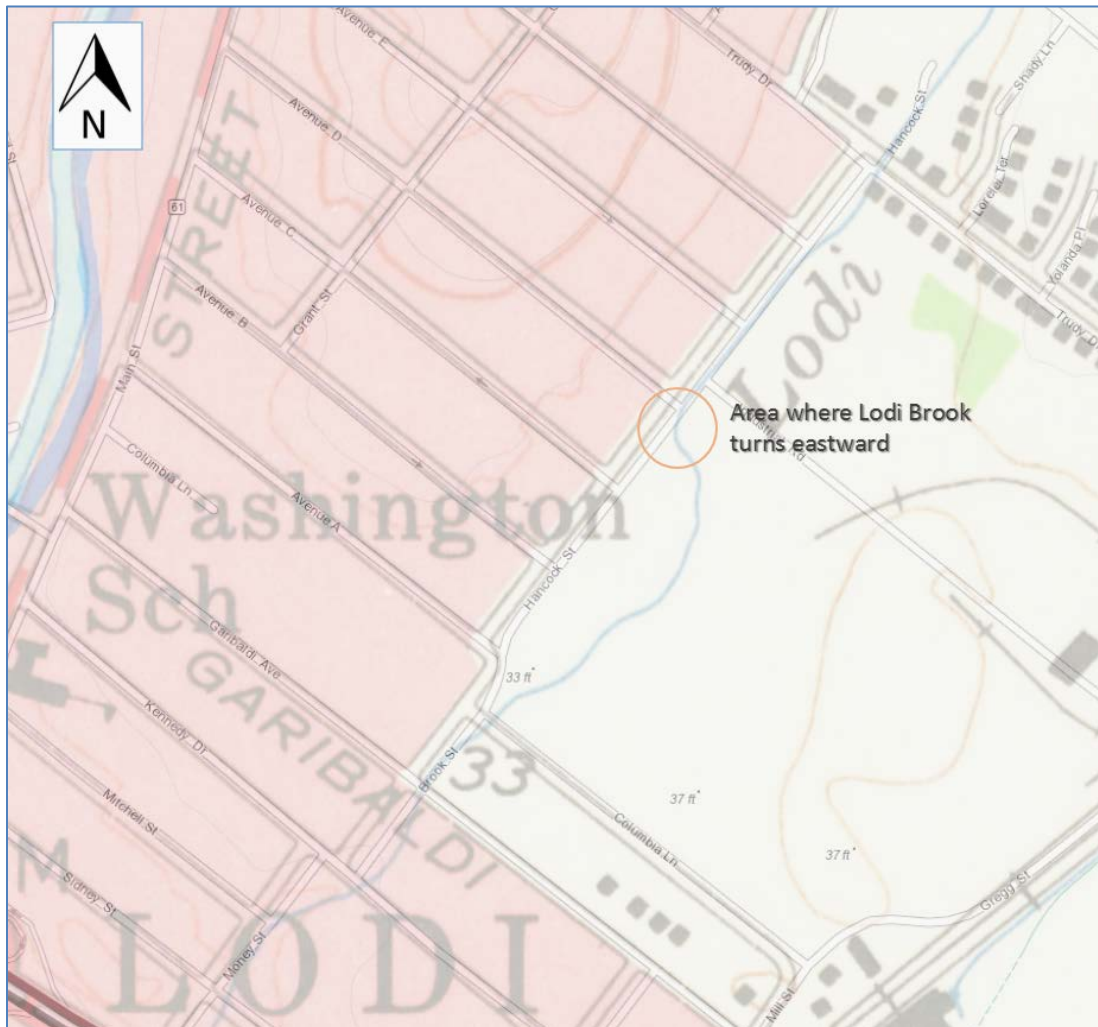 N
Avenue F
Trudy Dr
Shady Ln
Hancock St
Avenue D
Lorelei Ter
STREET
61
Avenue C
Yolanda Pl
Lodi
Grant St
Avenue B
Trudy D
Main St
Area where Lodi Brook
turns eastward
Rd
Columbia Ln
Washington
Avenue A
Sch
Hancock St
Garibaldi Ave
33 ft
GARIBALDI
Kennedy Dr
Brook St
33
37 ft
Mitchell St
Columbia Ln
37 ft
M
Sidney St
Gregg St
LODI
Money St
Mill St